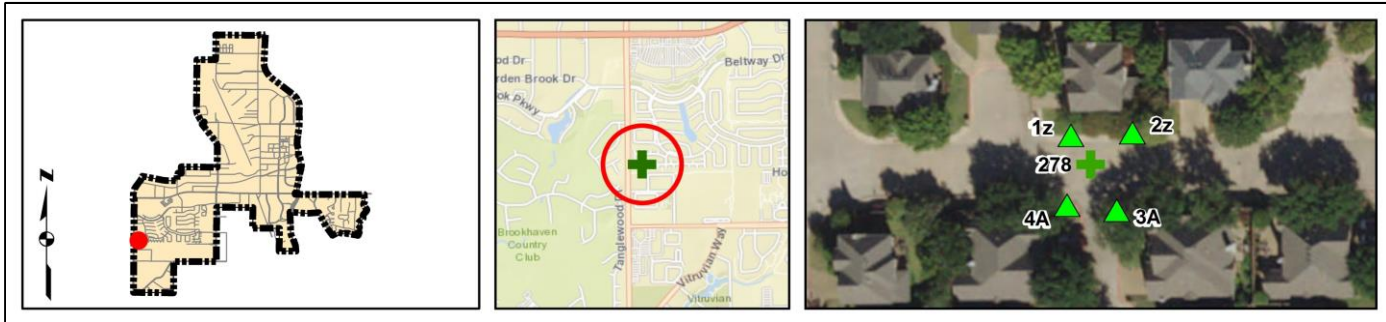 Z
od Dr
rden Brook Dr
ok Pkwy
Beltway Dr
Ho
Tanglewood
Brookhaven
Country
Club
Vitruvian Way
Vitruvian
1z
2z
278
4A
3A